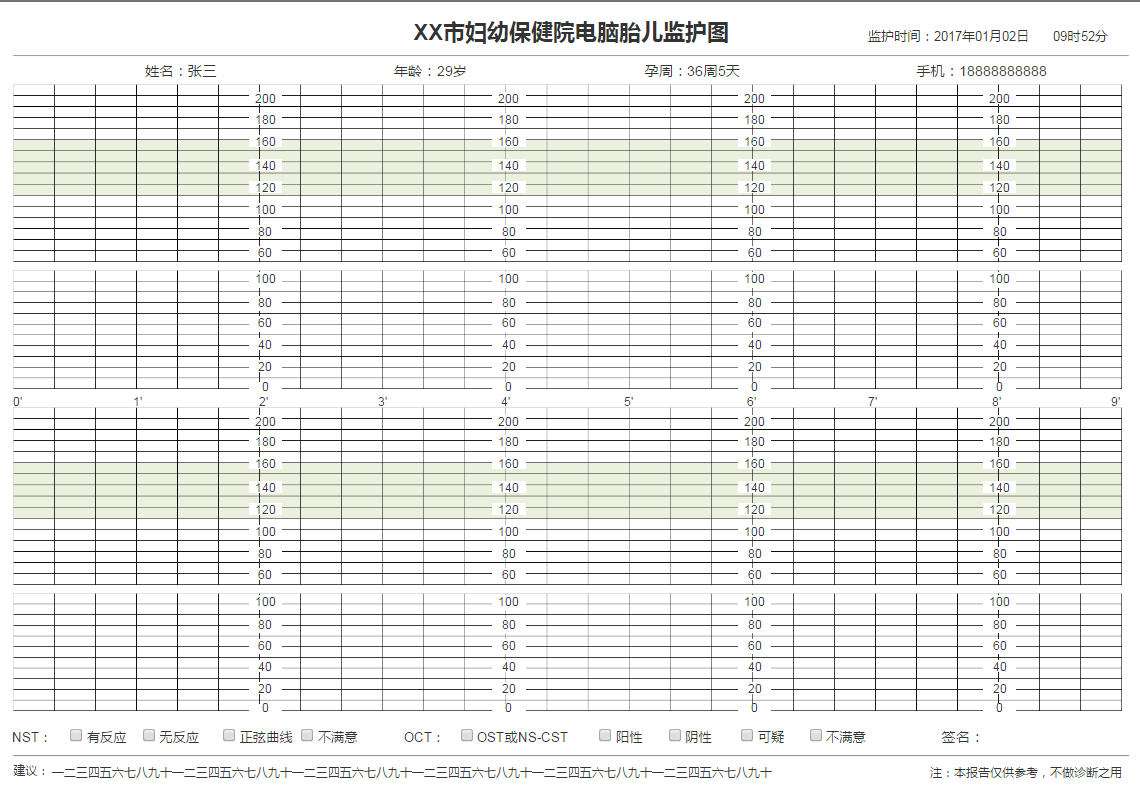 XX市妇幼保健院电脑胎儿监护图
监护时间：2017年01月02日 09时52分
姓名：张三 年龄：29岁 孕周：36周5天 手机：18888888888
200 200 200 200
180 180 180 180
160 160 160 160
140 140 140 140
120 120 120 120
100 100 100 100
80 80 80 80
60 60 60 60
100 100 100 100
80 80 80 80
60 60 60 60
40 40 40 40
20 20 20 20
0 0 0 0
0' 1' 2' 3' 4' 5' 6' 7' 8' 9'
200 200 200 200
180 180 180 180
160 160 160 160
140 140 140 140
120 120 120 120
100 100 100 100
80 80 80 80
60 60 60 60
100 100 100 100
80 80 80 80
60 60 60 60
40 40 40 40
20 20 20 20
0 0 0 0
NST： 有反应 无反应 正弦曲线 不满意 OCT： OST或NS-CST 阳性 阴性 可疑 不满意 签名：
建议：一二三四五六七八九十一二三四五六七八九十一二三四五六七八九十一二三四五六七八九十一二三四五六七八九十一二三四五六七八九十 注：本报告仅供参考，不做诊断之用